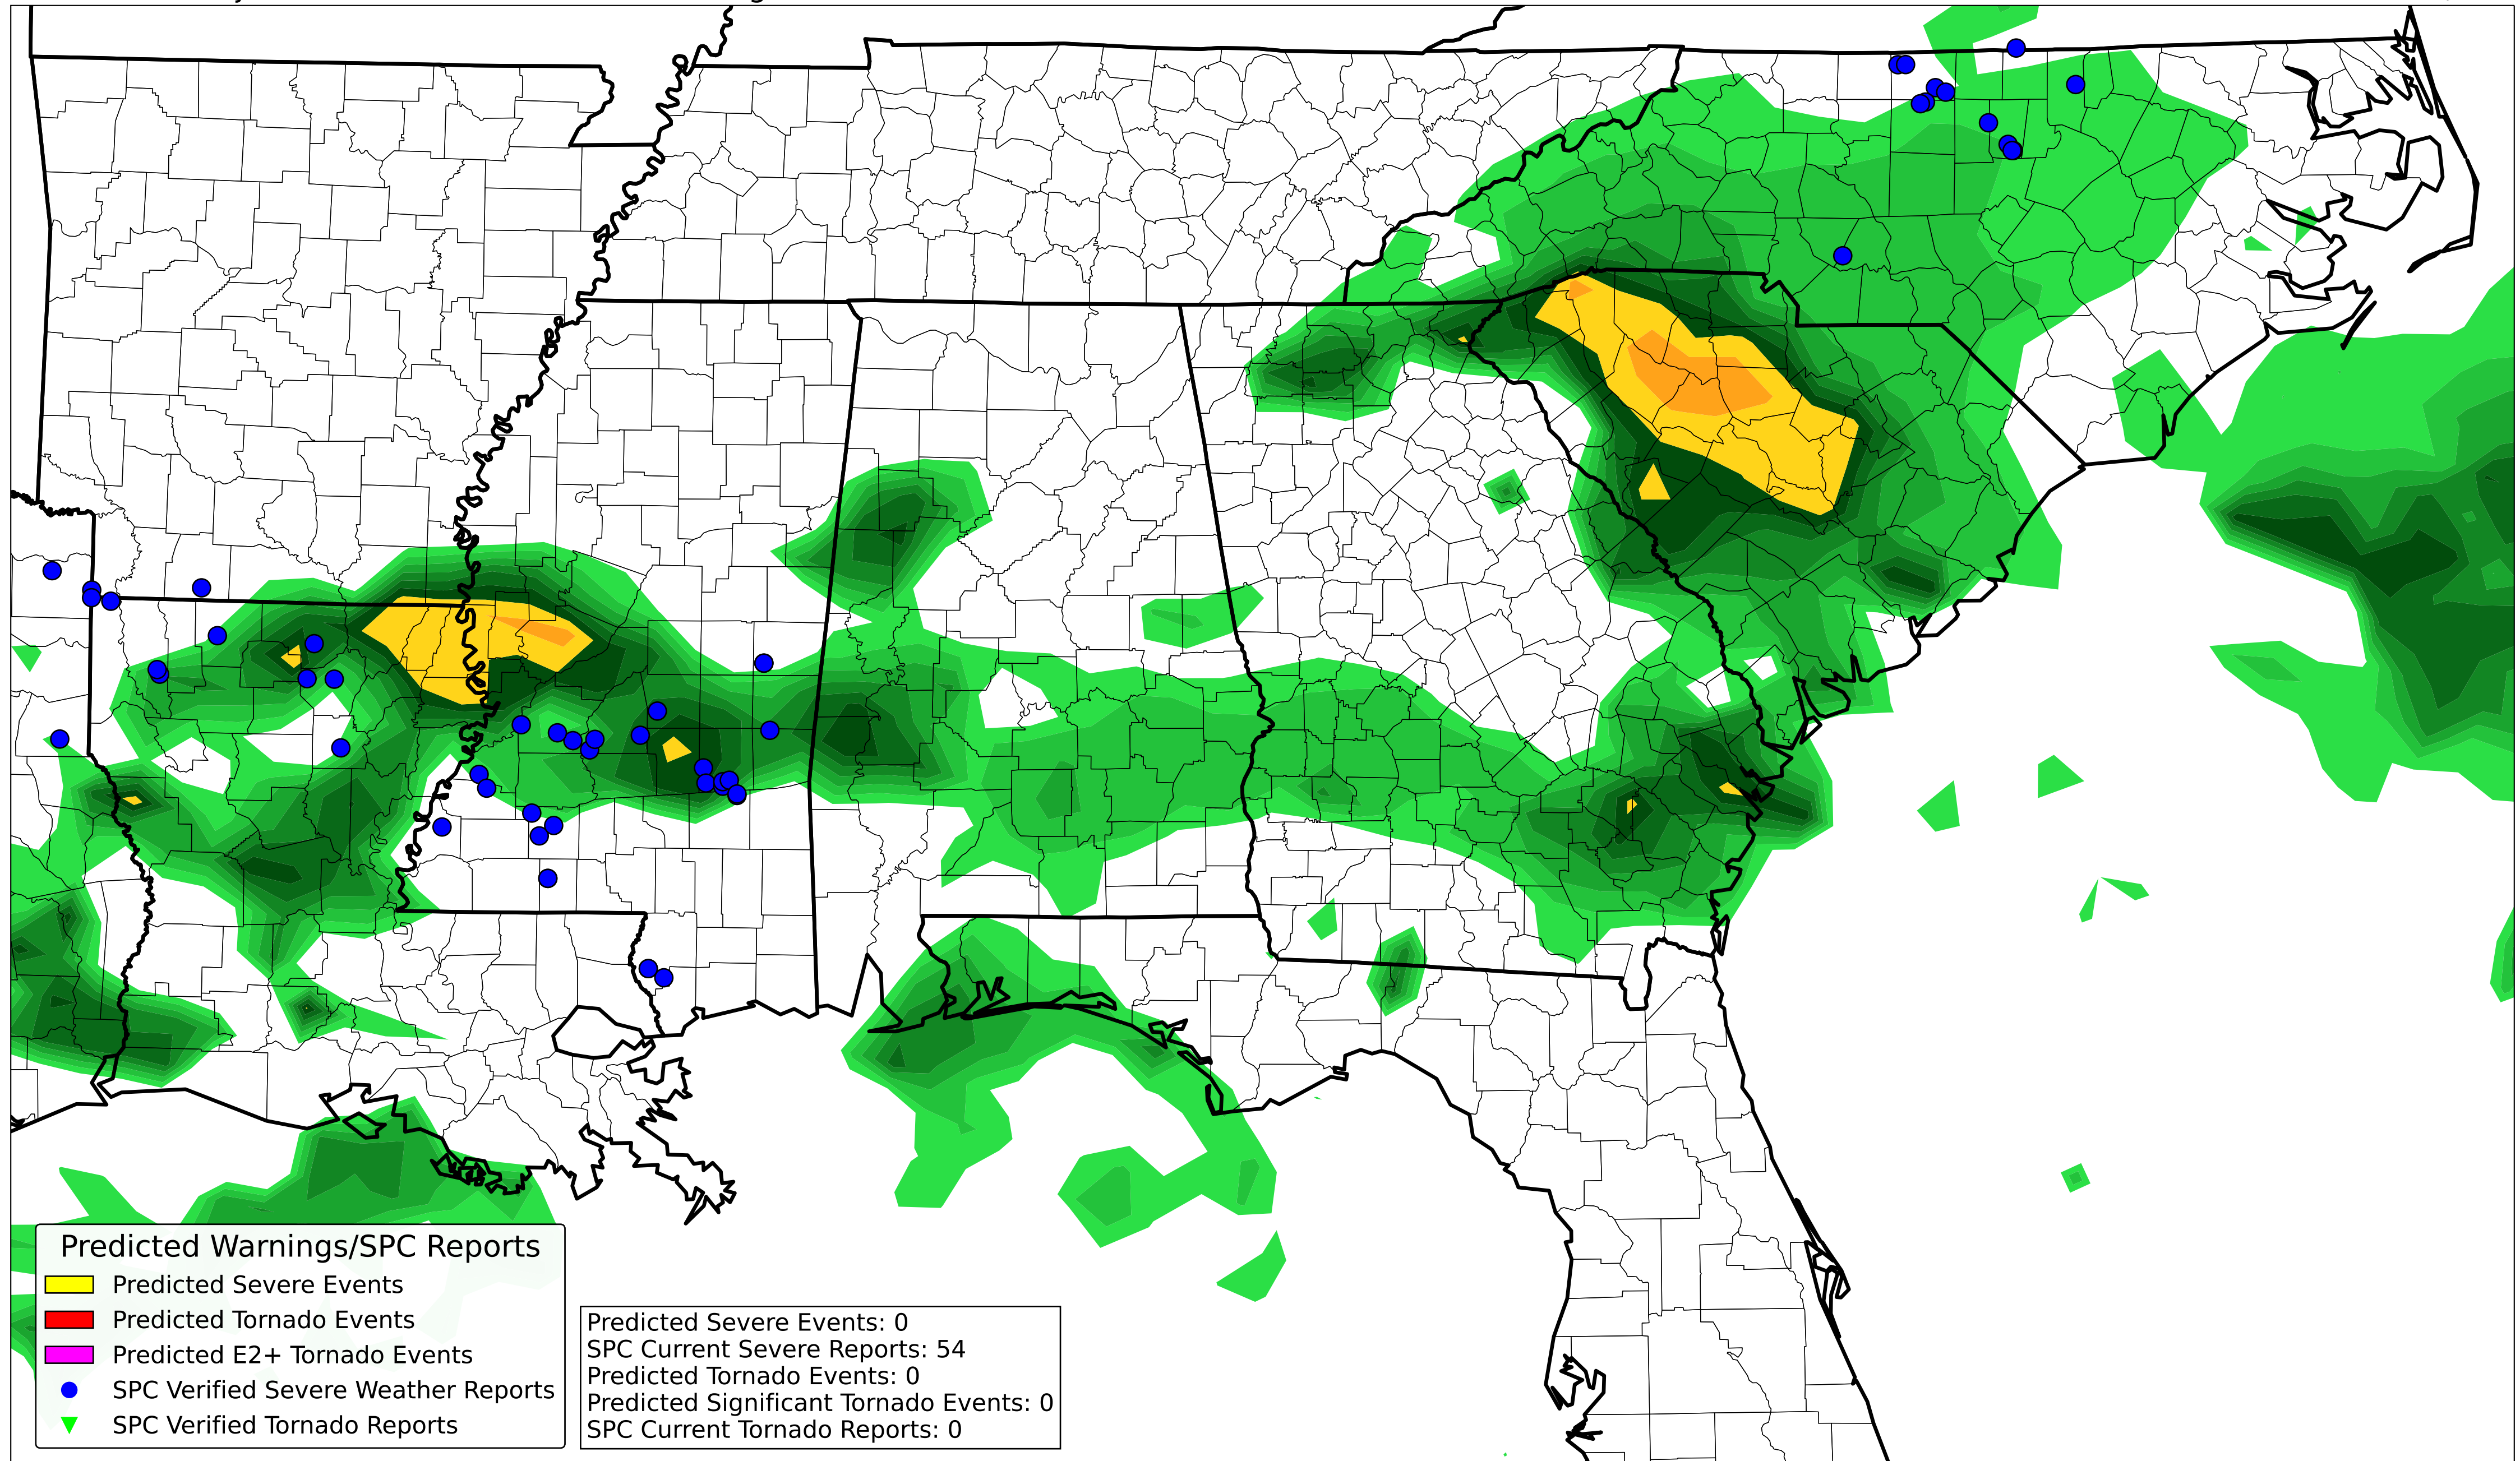 Predicted Warnings/SPC Reports
Predicted Severe Events
Predicted Tornado Events
Predicted E2+ Tornado Events
SPC Verified Severe Weather Reports
SPC Verified Tornado Reports
Predicted Severe Events: 0
SPC Current Severe Reports: 54
Predicted Tornado Events: 0
Predicted Significant Tornado Events: 0
SPC Current Tornado Reports: 0